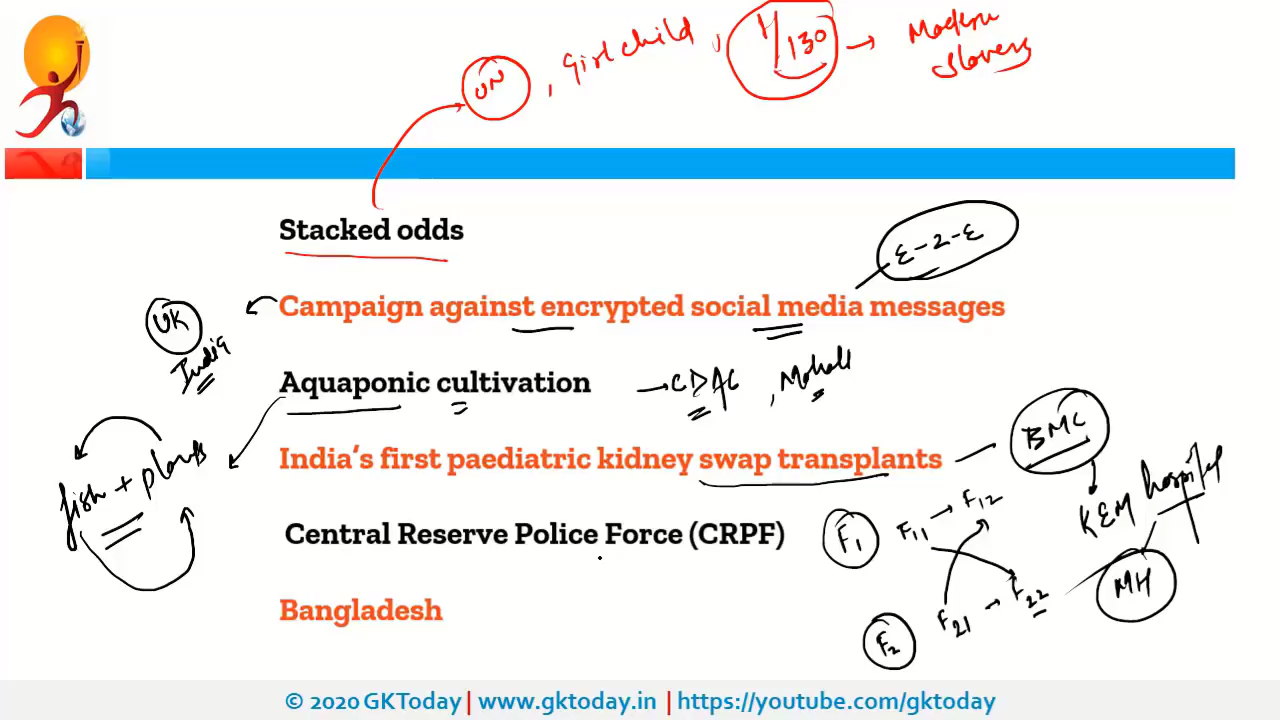 UN , Girl child , 1/130 → Modern Slavery
Stacked odds
E-2-E
Campaign against encrypted social media messages
UK
India
Aquaponic cultivation → CDAC , Mohali
fish + plants
India's first paediatric kidney swap transplants
BMC
KEM hospital
MH
Central Reserve Police Force (CRPF)
F1 F11 → F12
F2 F21 → F22
Bangladesh
© 2020 GKToday | www.gktoday.in | https://youtube.com/gktoday